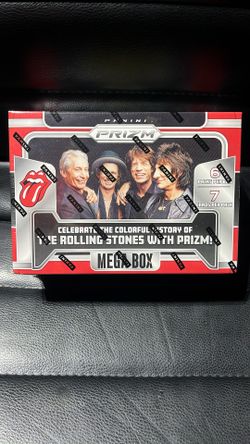 PANINI
PRIZM
6
7
CELEBRATE THE COLORFUL HISTORY OF
THE ROLLING STONES WITH PRIZM!
MEGA BOX